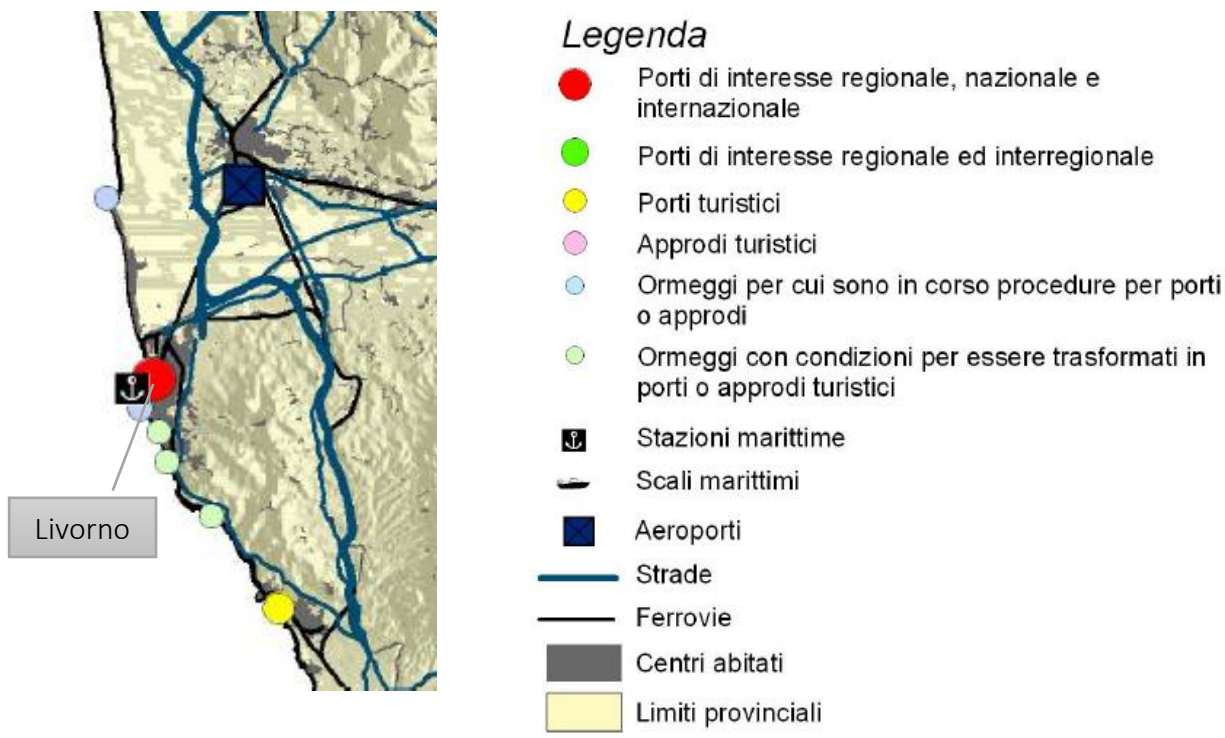 Livorno
Legenda
Porti di interesse regionale, nazionale e
internazionale
Porti di interesse regionale ed interregionale
Porti turistici
Approdi turistici
Ormeggi per cui sono in corso procedure per porti
o approdi
Ormeggi con condizioni per essere trasformati in
porti o approdi turistici
Stazioni marittime
Scali marittimi
Aeroporti
Strade
Ferrovie
Centri abitati
Limiti provinciali